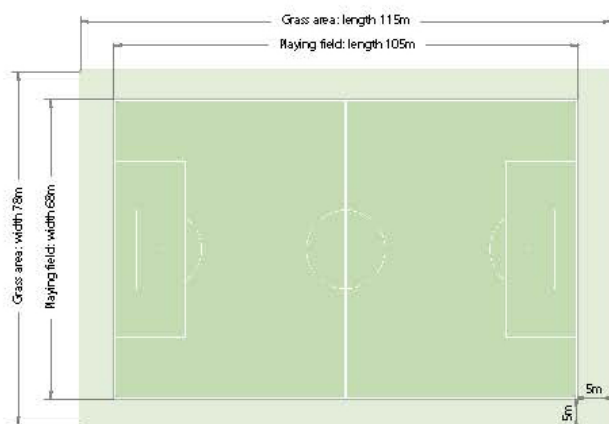 Grass area: length 115m
Playing field: length 105m
Grass area: width 78m
Playing field: width 68m
5m
5m